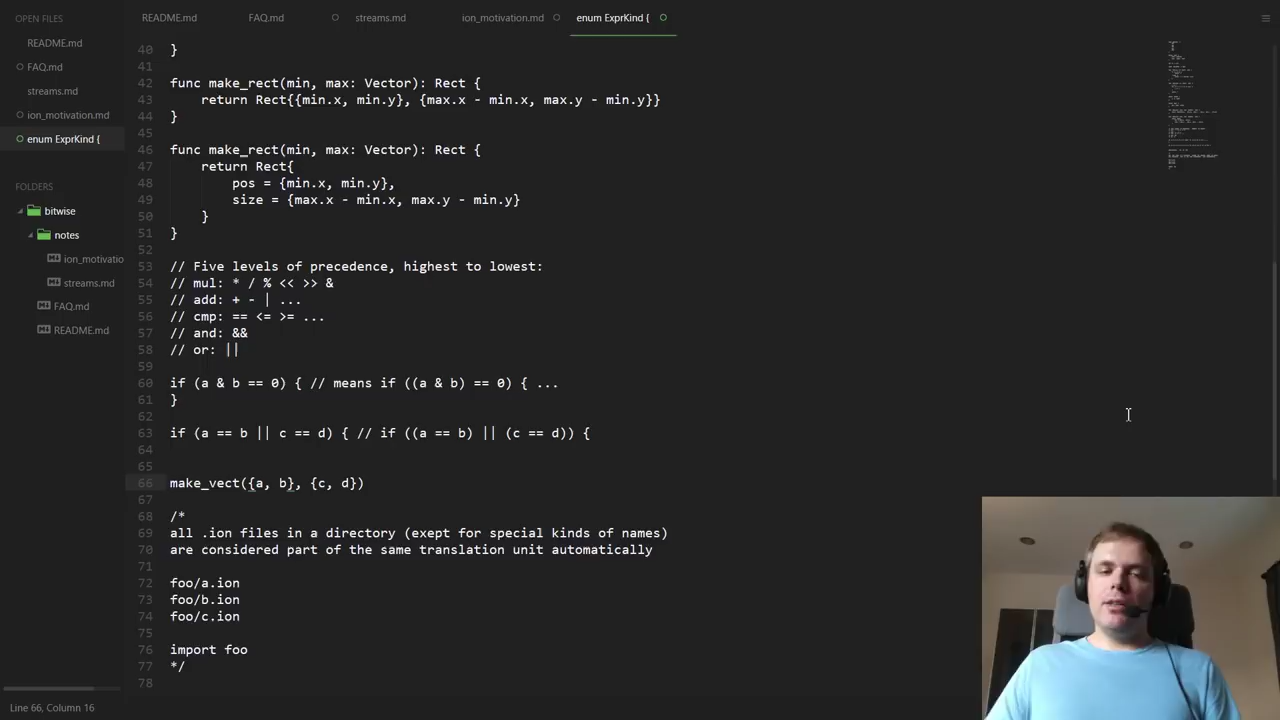 OPEN FILES
README.md
FAQ.md
streams.md
ion_motivation.md
enum ExprKind {
FOLDERS
bitwise
notes
ion_motivatio
streams.md
FAQ.md
README.md
README.md FAQ.md streams.md ion_motivation.md enum ExprKind {
40 }
41
42 func make_rect(min, max: Vector): Rect {
43     return Rect{{min.x, min.y}, {max.x - min.x, max.y - min.y}}
44 }
45
46 func make_rect(min, max: Vector): Rect {
47     return Rect{
48         pos = {min.x, min.y},
49         size = {max.x - min.x, max.y - min.y}
50     }
51 }
52
53 // Five levels of precedence, highest to lowest:
54 // mul: * / % << >> &
55 // add: + - | ...
56 // cmp: == <= >= ...
57 // and: &&
58 // or: ||
59
60 if (a & b == 0) { // means if ((a & b) == 0) { ...
61 }
62
63 if (a == b || c == d) { // if ((a == b) || (c == d)) {
64
65
66 make_vect({a, b}, {c, d})
67
68 /*
69 all .ion files in a directory (exept for special kinds of names)
70 are considered part of the same translation unit automatically
71
72 foo/a.ion
73 foo/b.ion
74 foo/c.ion
75
76 import foo
77 */
78
Line 66, Column 16